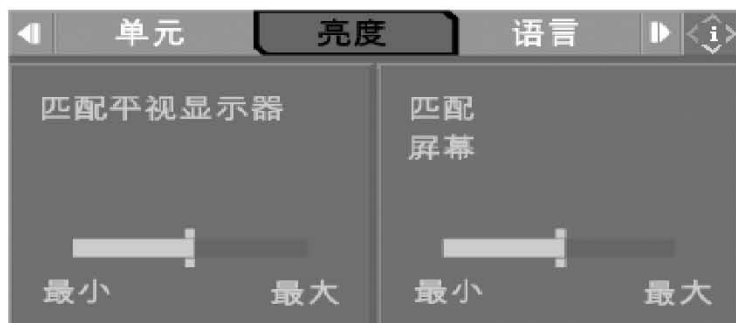 单元 亮度 语言 i
匹配平视显示器
匹配
屏幕
最小 最大
最小 最大